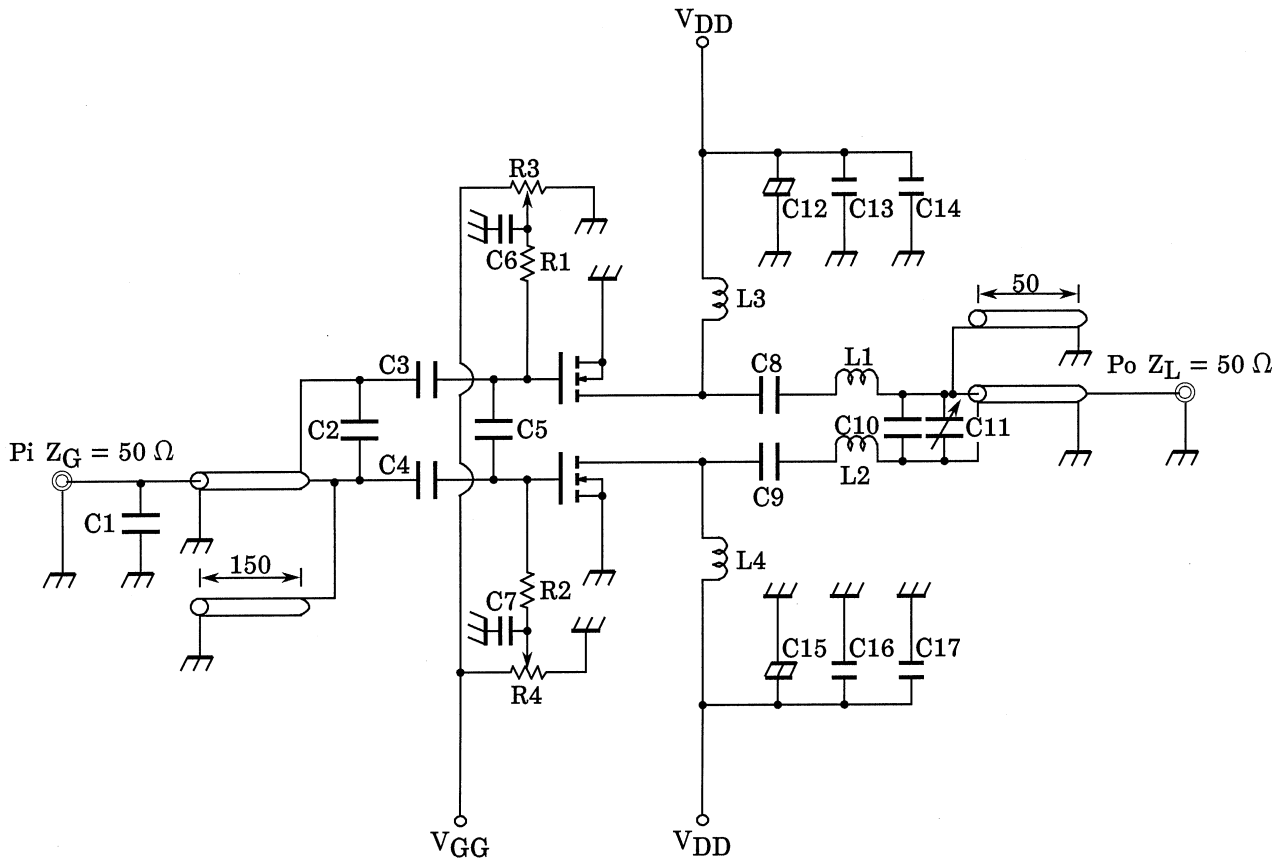 VDD
R3
C12
C13
C14
C6
R1
50
L3
C3
C8
L1
Po ZL = 50 Ω
C2
C5
C10
C11
Pi ZG = 50 Ω
C4
L2
C9
C1
L4
150
R2
C7
C15
C16
C17
R4
VGG
VDD